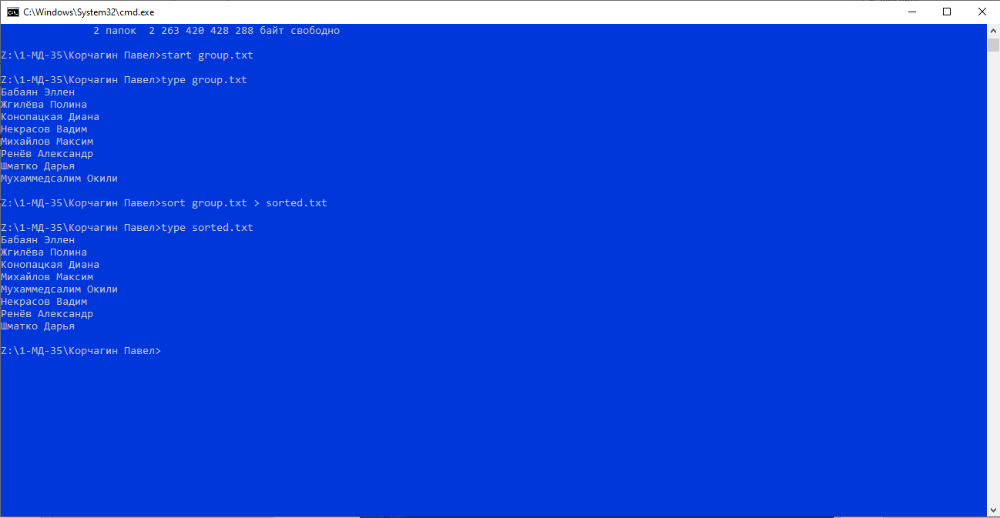 C:\Windows\System32\cmd.exe
2 папок  2 263 420 428 288 байт свободно
Z:\1-МД-35\Корчагин Павел>start group.txt
Z:\1-МД-35\Корчагин Павел>type group.txt
Бабаян Эллен
Жгилёва Полина
Конопацкая Диана
Некрасов Вадим
Михайлов Максим
Ренёв Александр
Шматко Дарья
Мухаммедсалим Окили
Z:\1-МД-35\Корчагин Павел>sort group.txt > sorted.txt
Z:\1-МД-35\Корчагин Павел>type sorted.txt
Бабаян Эллен
Жгилёва Полина
Конопацкая Диана
Михайлов Максим
Мухаммедсалим Окили
Некрасов Вадим
Ренёв Александр
Шматко Дарья
Z:\1-МД-35\Корчагин Павел>